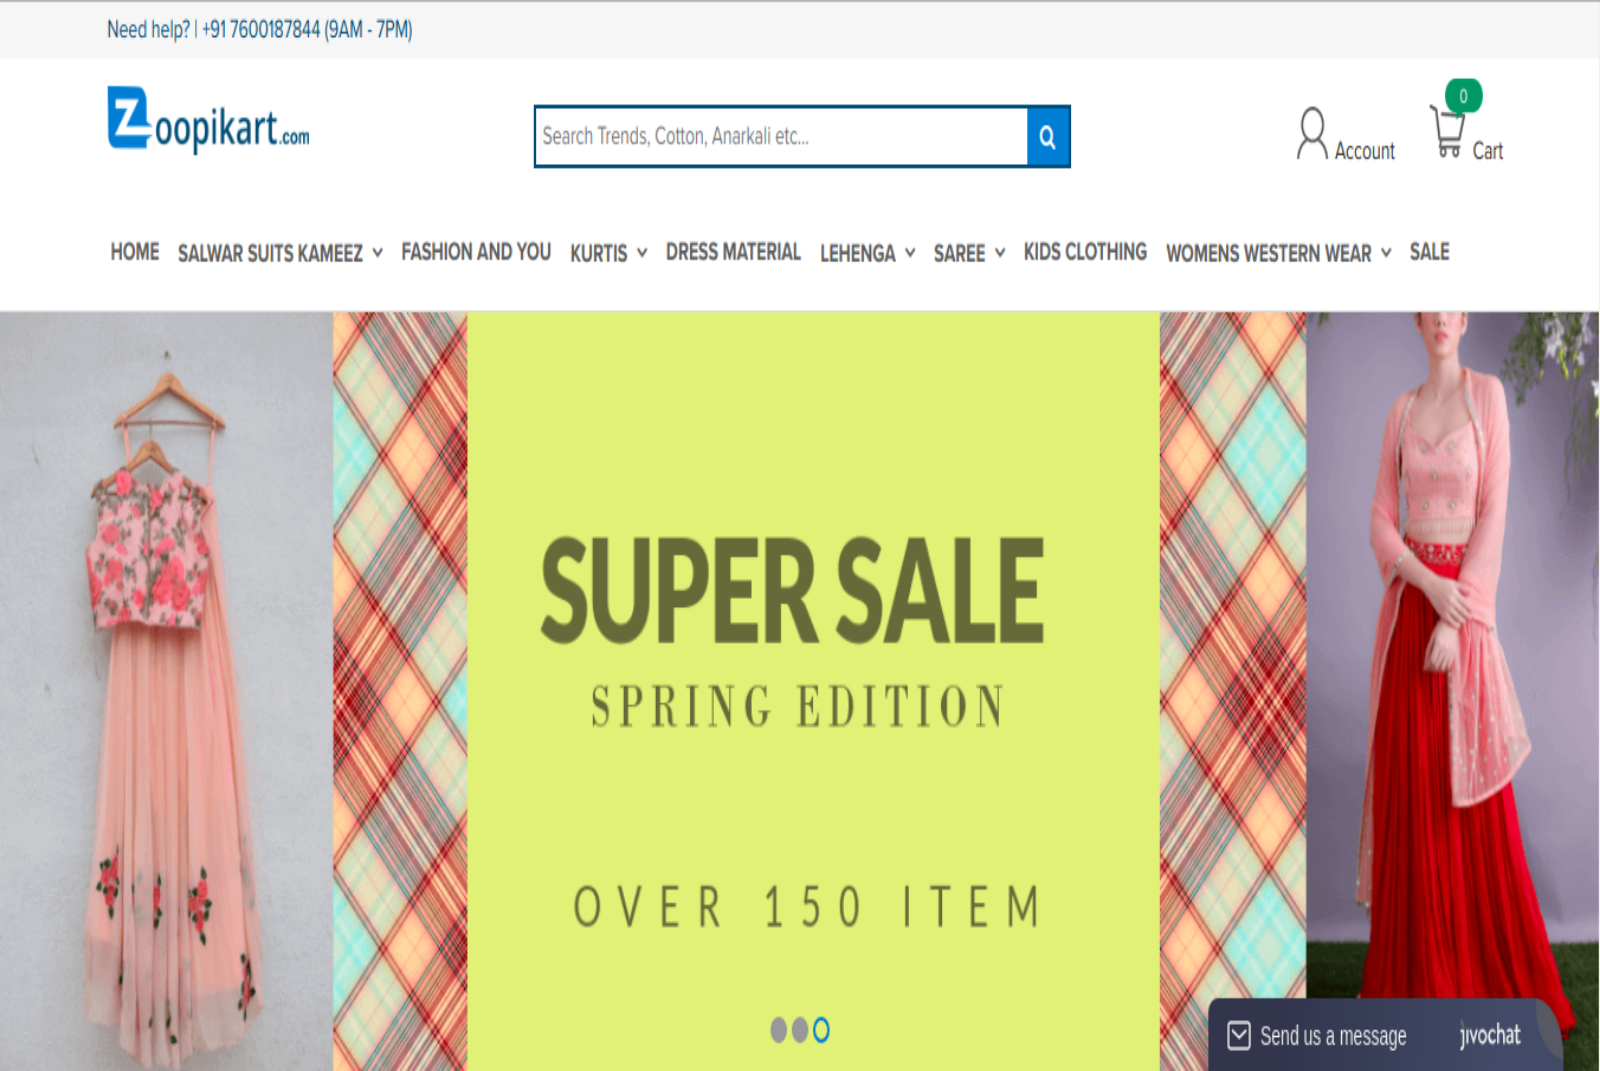 Need help? | +91 7600187844 (9AM - 7PM)
Zoopikart.com
Search Trends, Cotton, Anarkali etc...
Account
0
Cart
HOME SALWAR SUITS KAMEEZ FASHION AND YOU KURTIS DRESS MATERIAL LEHENGA SAREE KIDS CLOTHING WOMENS WESTERN WEAR SALE
SUPER SALE
SPRING EDITION
OVER 150 ITEM
Send us a message jivochat